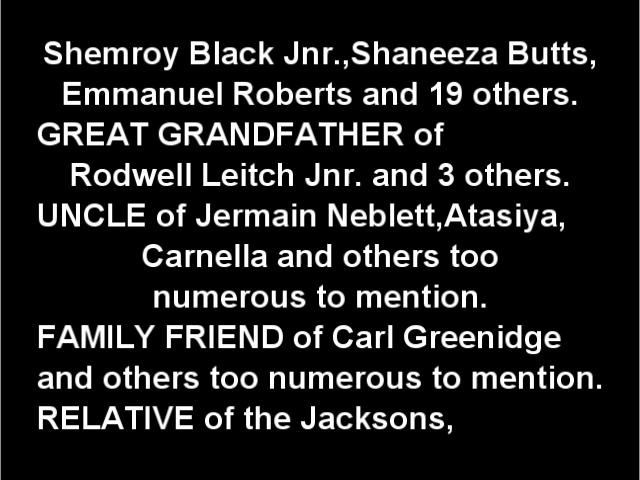 Shemroy Black Jnr.,Shaneeza Butts,
Emmanuel Roberts and 19 others.
GREAT GRANDFATHER of
Rodwell Leitch Jnr. and 3 others.
UNCLE of Jermain Neblett,Atasiya,
Carnella and others too
numerous to mention.
FAMILY FRIEND of Carl Greenidge
and others too numerous to mention.
RELATIVE of the Jacksons,